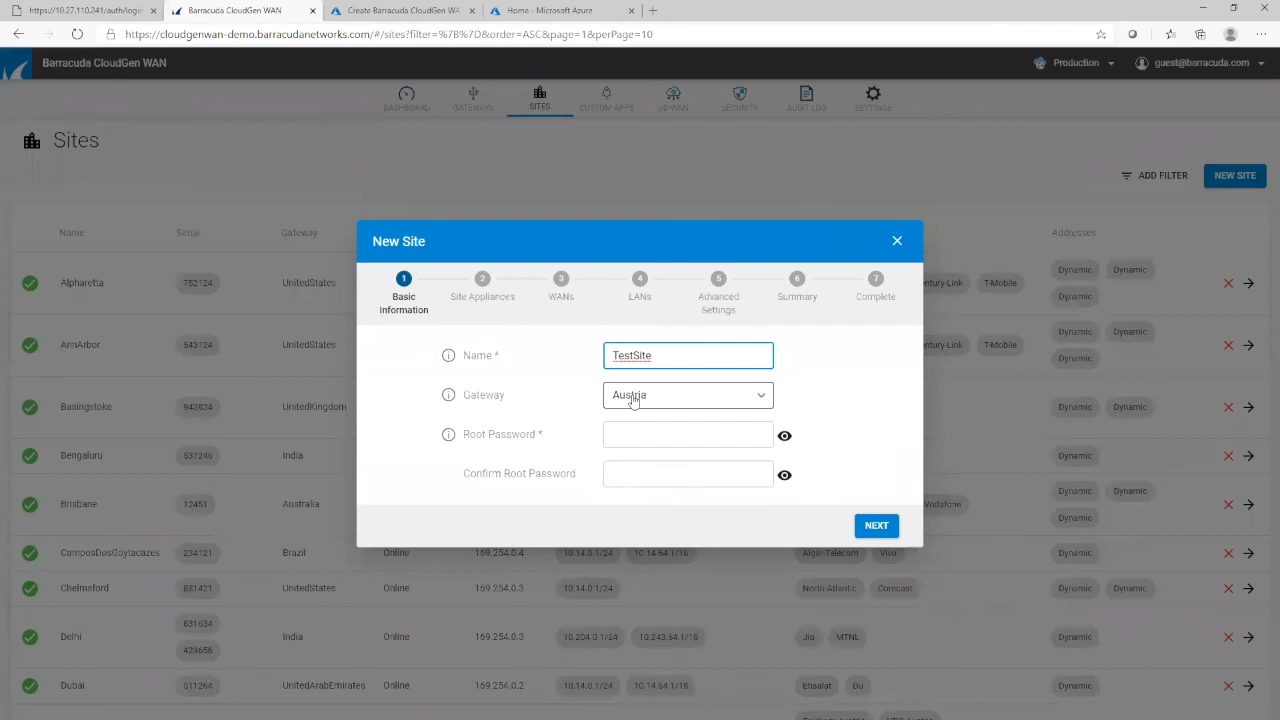 https://10.27.110.241/auth/login
Barracuda CloudGen WAN
Create Barracuda CloudGen WAN
Home - Microsoft Azure
https://cloudgenwan-demo.barracudanetworks.com/#/sites?filter=%7B%7D&order=ASC&page=1&perPage=10
Barracuda CloudGen WAN
Production
guest@barracuda.com
DASHBOARD
GATEWAYS
SITES
CUSTOM APPS
SD-WAN
SECURITY
AUDIT LOG
SETTINGS
Sites
ADD FILTER
NEW SITE
Name Serial Gateway Addresses
New Site
1 2 3 4 5 6 7
Basic Information
Site Appliances
WANs
LANs
Advanced Settings
Summary
Complete
Name * TestSite
Gateway Austria
Root Password *
Confirm Root Password
NEXT
Alpharetta 752124 UnitedStates T-Mobile Dynamic Dynamic
Dynamic
AnnArbor 543124 UnitedStates T-Mobile Dynamic Dynamic
Dynamic
Basingstoke 943834 UnitedKingdom Dynamic Dynamic
Bengaluru 537246 India Dynamic
Brisbane 12451 Australia Vodafone Dynamic Dynamic
Dynamic
CamposDosGoytacazes 234121 Brazil Online 169.254.0.4 10.14.0.1/24 10.14.64.1/18 Algar-Telecom Vivo Dynamic
Chelmsford 831421 UnitedStates Online 169.254.0.3 10.14.0.1/24 North-Atlantic Comcast Dynamic Dynamic
Delhi 831634 India Online 169.254.0.3 10.204.0.1/24 10.243.64.1/18 Jio MTNL Dynamic
423656
Dubai 511264 UnitedArabEmirates Online 169.254.0.2 10.14.0.1/24 10.14.64.1/18 Etisalat Du Dynamic